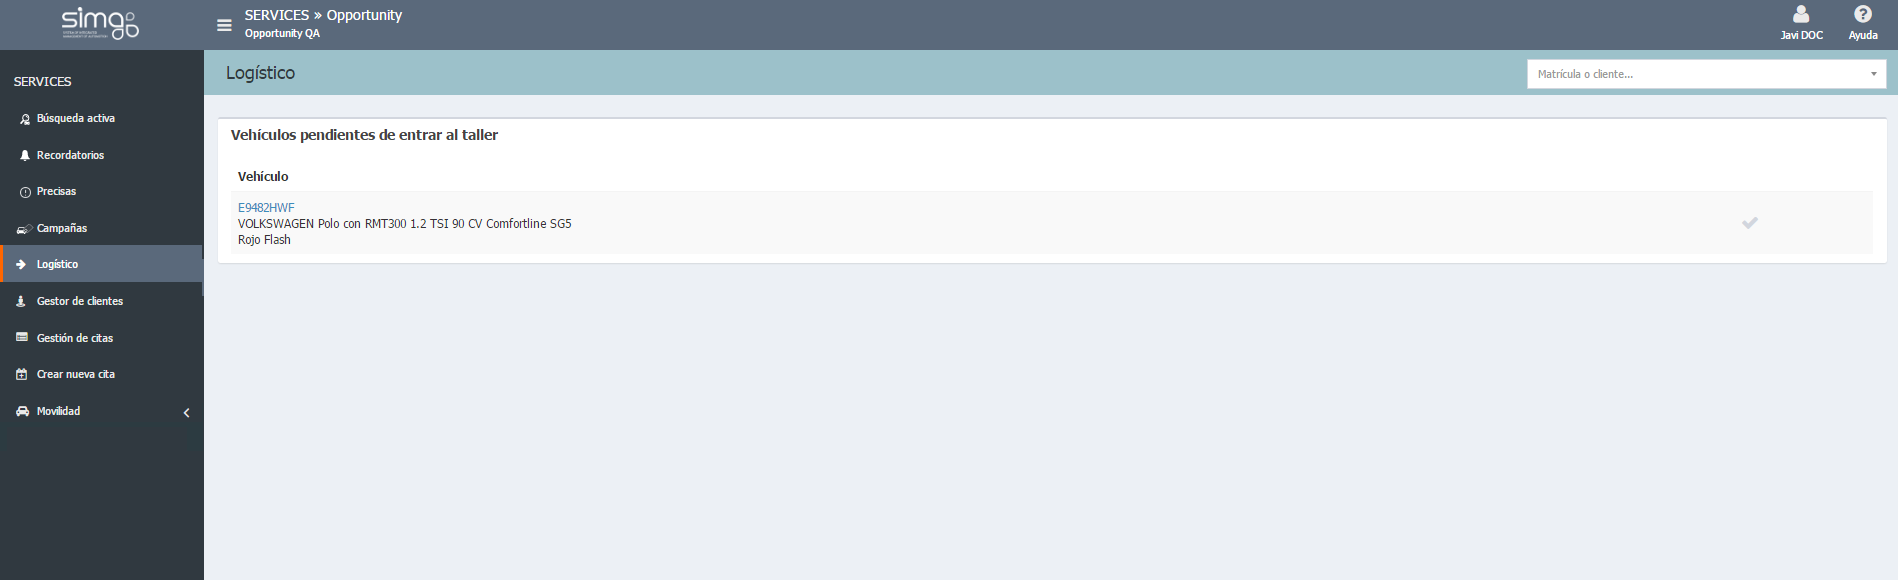 sima
SERVICES » Opportunity
Opportunity QA
Javi DOC
Ayuda
SERVICES
Búsqueda activa
Recordatorios
Precisas
Campañas
Logístico
Gestor de clientes
Gestión de citas
Crear nueva cita
Movilidad
Logístico
Matrícula o cliente...
Vehículos pendientes de entrar al taller
Vehículo
E9482HWF
VOLKSWAGEN Polo con RMT300 1.2 TSI 90 CV Comfortline SG5
Rojo Flash